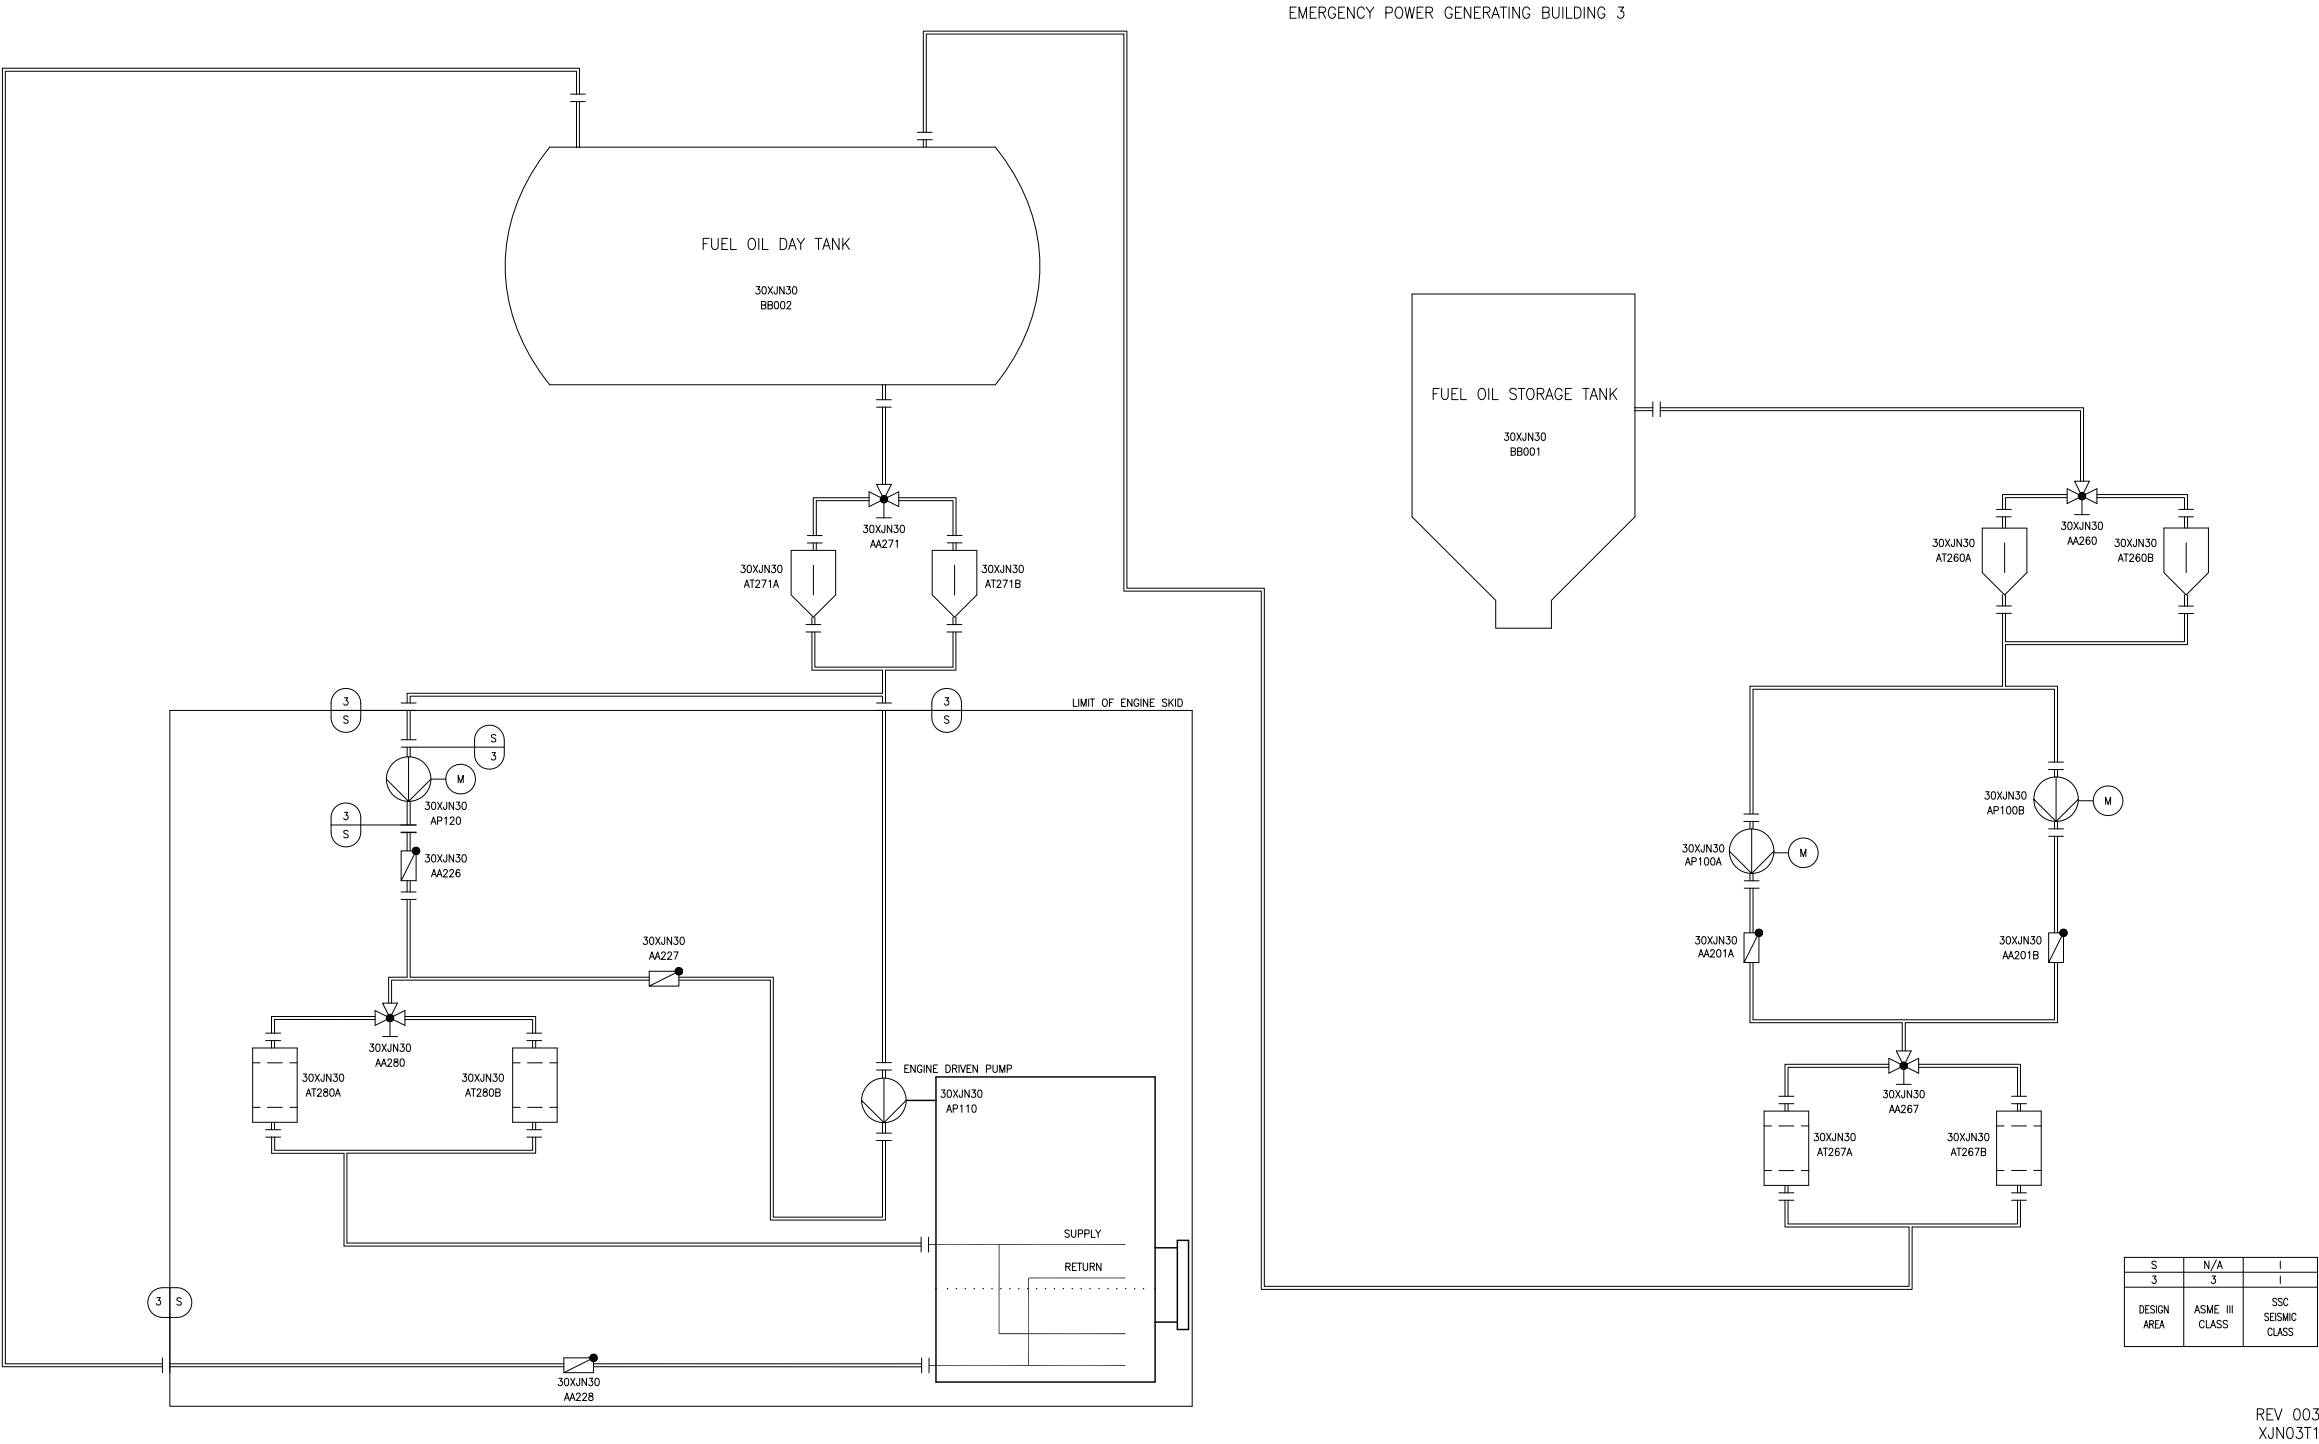 EMERGENCY POWER GENERATING BUILDING 3
FUEL OIL DAY TANK
30XJN30
BB002
FUEL OIL STORAGE TANK
30XJN30
BB001
30XJN30
AA271
30XJN30
AT271A
30XJN30
AT271B
30XJN30
AA260
30XJN30
AT260A
30XJN30
AT260B
3
S
3
S
LIMIT OF ENGINE SKID
S
3
M
30XJN30
AP120
3
S
30XJN30
AA226
30XJN30
AP100A
M
30XJN30
AP100B
M
30XJN30
AA227
30XJN30
AA201A
30XJN30
AA201B
30XJN30
AA280
30XJN30
AT280A
30XJN30
AT280B
ENGINE DRIVEN PUMP
30XJN30
AP110
30XJN30
AA267
30XJN30
AT267A
30XJN30
AT267B
SUPPLY
RETURN
3 S
30XJN30
AA228
S N/A I
3 3 I
DESIGN
AREA
ASME III
CLASS
SSC
SEISMIC
CLASS
REV 003
XJN03T1